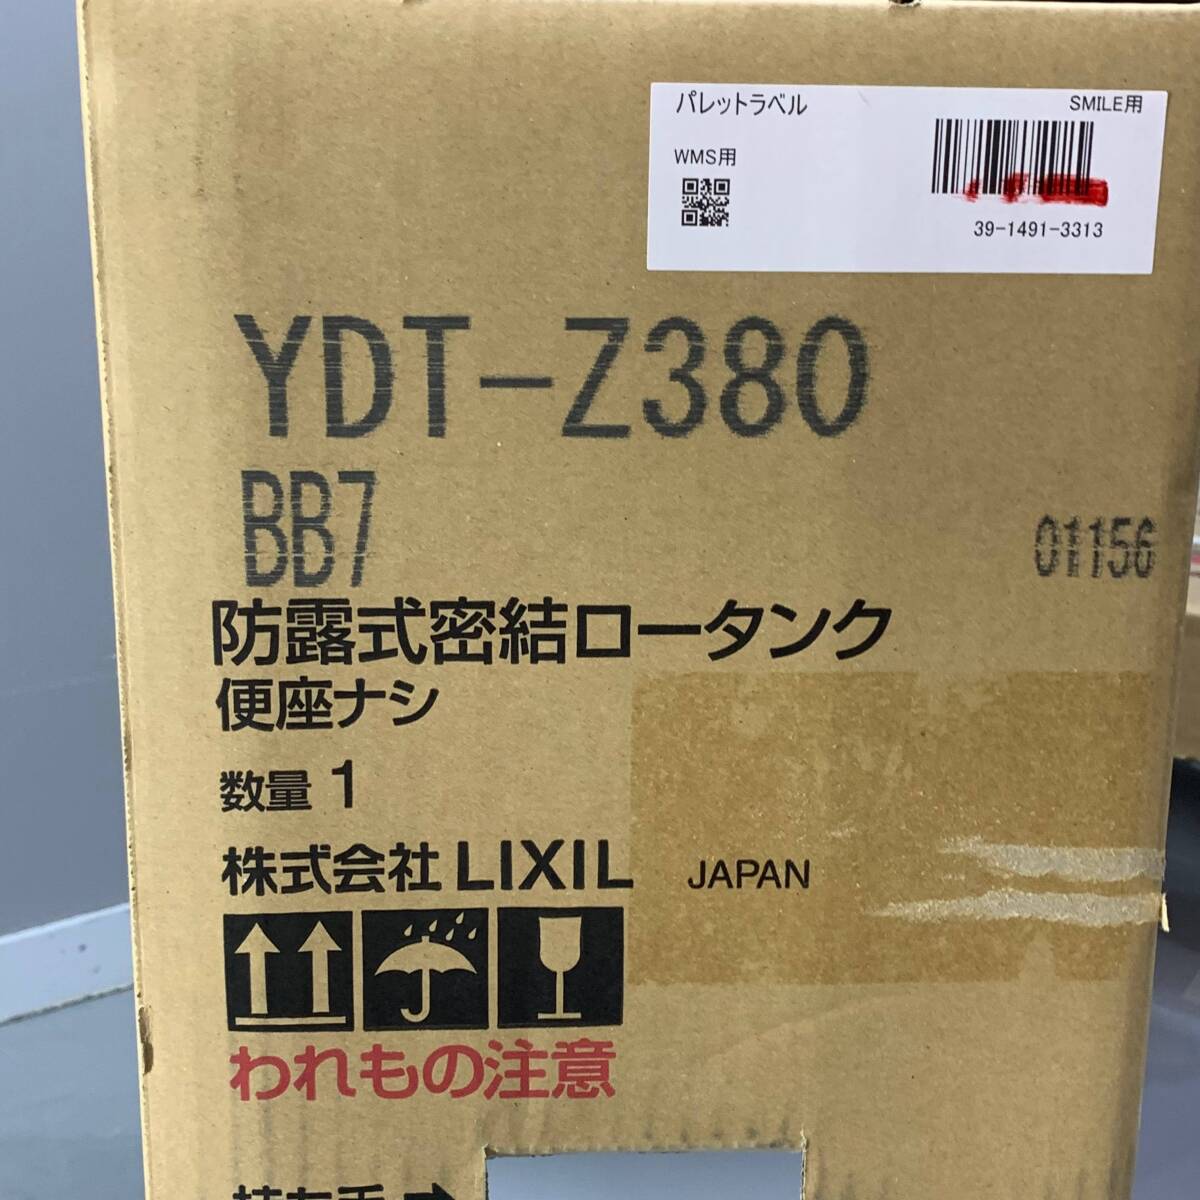 パレットラベル
SMILE用
WMS用
39-1491-3313
YDT-Z380
BB7
01156
防露式密結ロータンク
便座ナシ
数量 1
株式会社 LIXIL JAPAN
われもの注意